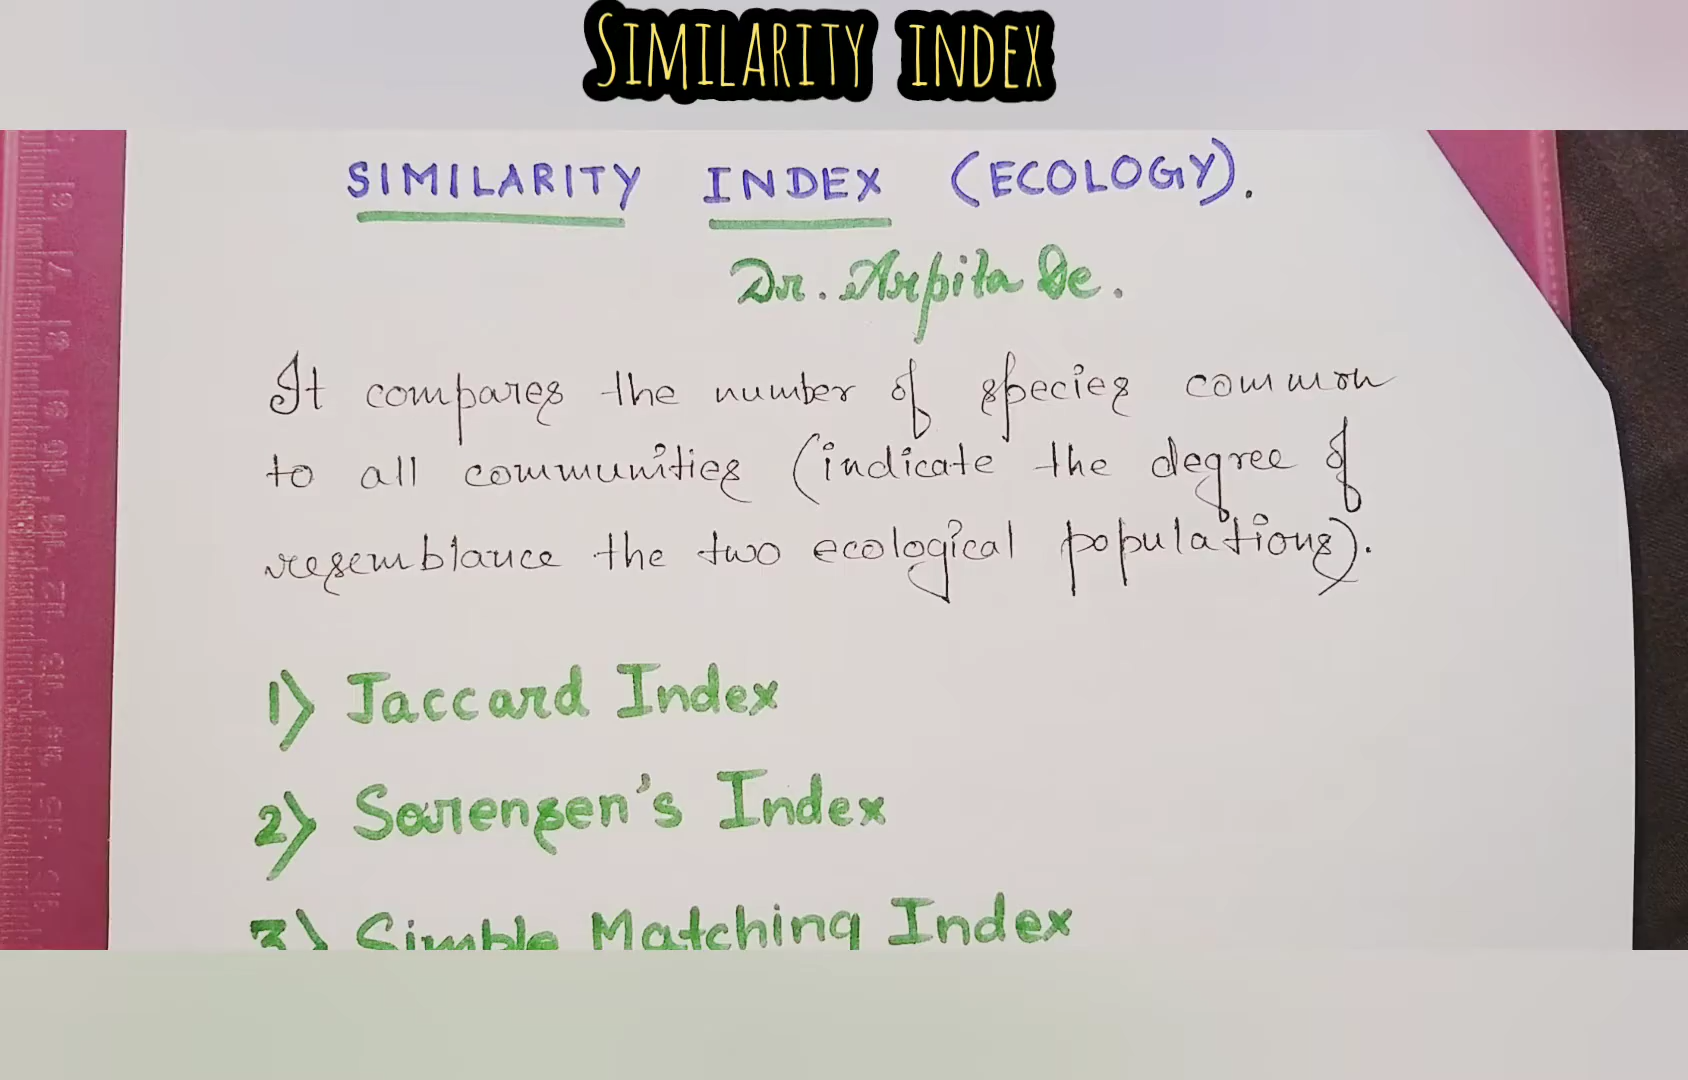 SIMILARITY INDEX
SIMILARITY INDEX (ECOLOGY).
Dr. Arpita De.
It compares the number of species common
to all communities (indicate the degree of
resemblance the two ecological populations).
1) Jaccard Index
2) Sorensen's Index
3) Simple Matching Index